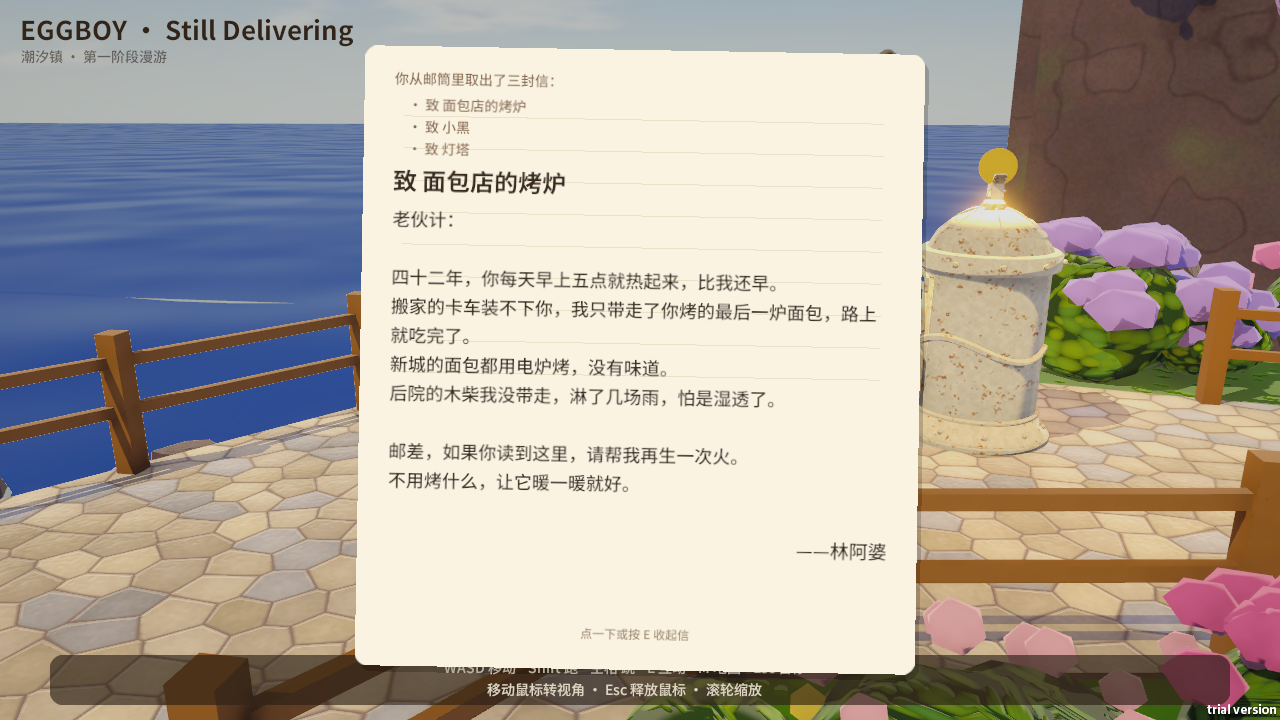 EGGBOY • Still Delivering
潮汐镇 • 第一阶段漫游
你从邮筒里取出了三封信：
• 致 面包店的烤炉
• 致 小黑
• 致 灯塔
致 面包店的烤炉
老伙计：
四十二年，你每天早上五点就热起来，比我还早。
搬家的卡车装不下你，我只带走了你烤的最后一炉面包，路上
就吃完了。
新城的面包都用电炉烤，没有味道。
后院的木柴我没带走，淋了几场雨，怕是湿透了。
邮差，如果你读到这里，请帮我再生一次火。
不用烤什么，让它暖一暖就好。
——林阿婆
点一下或按 E 收起信
移动鼠标转视角 • Esc 释放鼠标 • 滚轮缩放
trial version